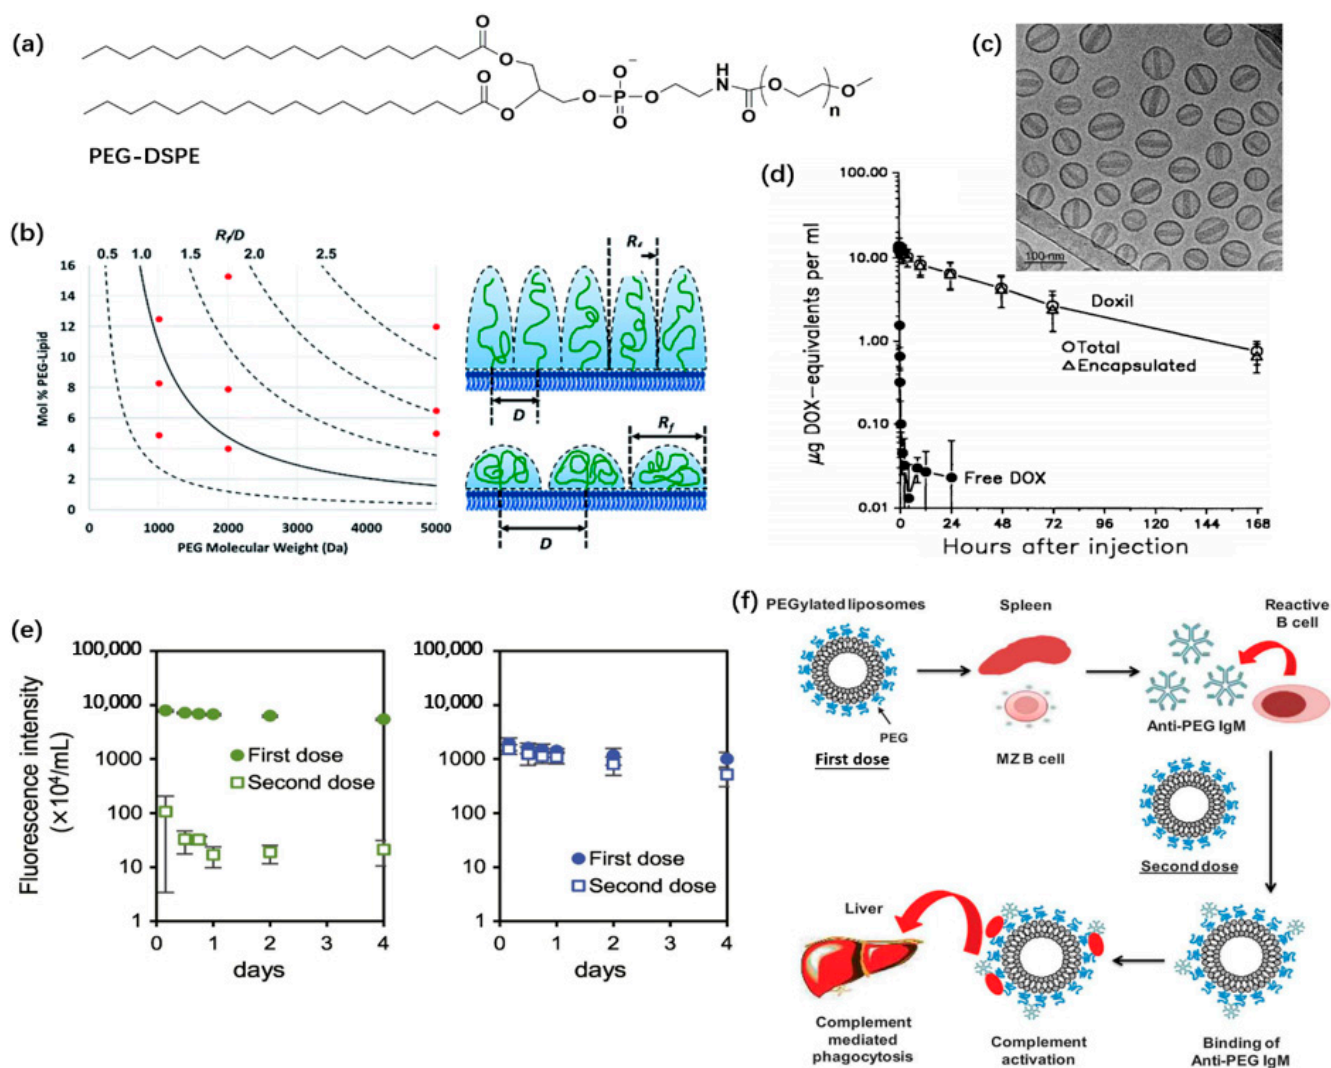 (a)
O
O
O
O
O⁻
O P O
O
H
N
O
O
O
n
PEG-DSPE
(b)
Rf/D
0.5 1.0 1.5 2.0 2.5
Mol % PEG-Lipid
16
14
12
10
8
6
4
2
0
0 1000 2000 3000 4000 5000
PEG Molecular Weight (Da)
Rf
D
Rf
D
(c)
100 nm
(d)
µg DOX-equivalents per ml
100.00
10.00
1.00
0.10
0.01
Doxil
Total
Encapsulated
Free DOX
0 24 48 72 96 120 144 168
Hours after injection
(e)
Fluorescence intensity
(×10⁴/mL)
100,000
10,000
1000
100
10
1
First dose
Second dose
0 1 2 3 4
days
100,000
10,000
1000
100
10
1
First dose
Second dose
0 1 2 3 4
days
(f)
PEGylated liposomes
PEG
First dose
Spleen
MZ B cell
Reactive
B cell
Anti-PEG IgM
Second dose
Liver
Complement
mediated
phagocytosis
Complement
activation
Binding of
Anti-PEG IgM